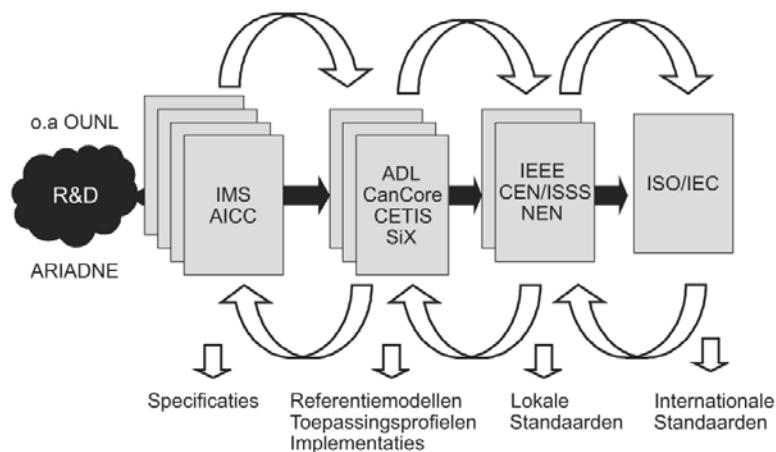 o.a OUNL
R&D
ARIADNE
IMS
AICC
ADL
CanCore
CETIS
SiX
IEEE
CEN/ISSS
NEN
ISO/IEC
Specificaties
Referentiemodellen
Toepassingsprofielen
Implementaties
Lokale
Standaarden
Internationale
Standaarden